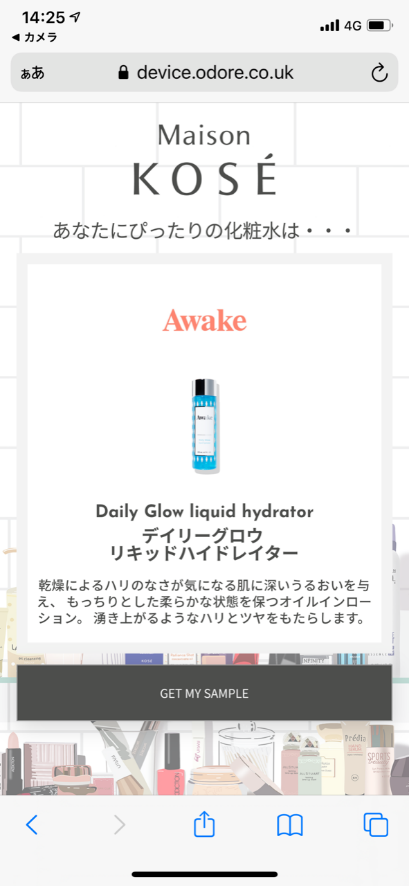 14:25
4G
◀ カメラ
ぁあ
device.odore.co.uk
Maison
KOSÉ
あなたにぴったりの化粧水は・・・
Awake
Awake
Daily Glow liquid hydrator
デイリーグロウ
リキッドハイドレイター
乾燥によるハリのなさが気になる肌に深いうるおいを与
え、 もっちりとした柔らかな状態を保つオイルインロー
ション。 湧き上がるようなハリとツヤをもたらします。
GET MY SAMPLE
Prédia
SPORTS